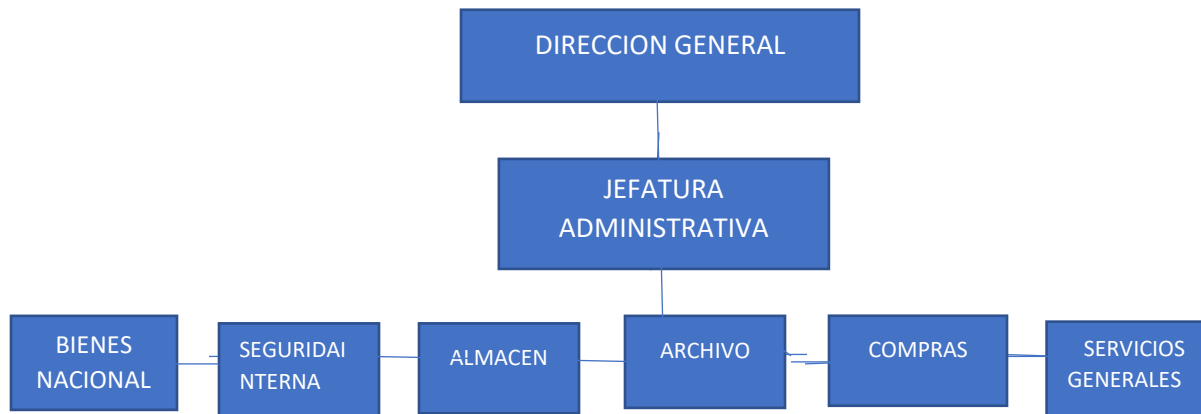 DIRECCION GENERAL
JEFATURA
ADMINISTRATIVA
BIENES
NACIONAL
SEGURIDAI
NTERNA
ALMACEN
ARCHIVO
COMPRAS
SERVICIOS
GENERALES